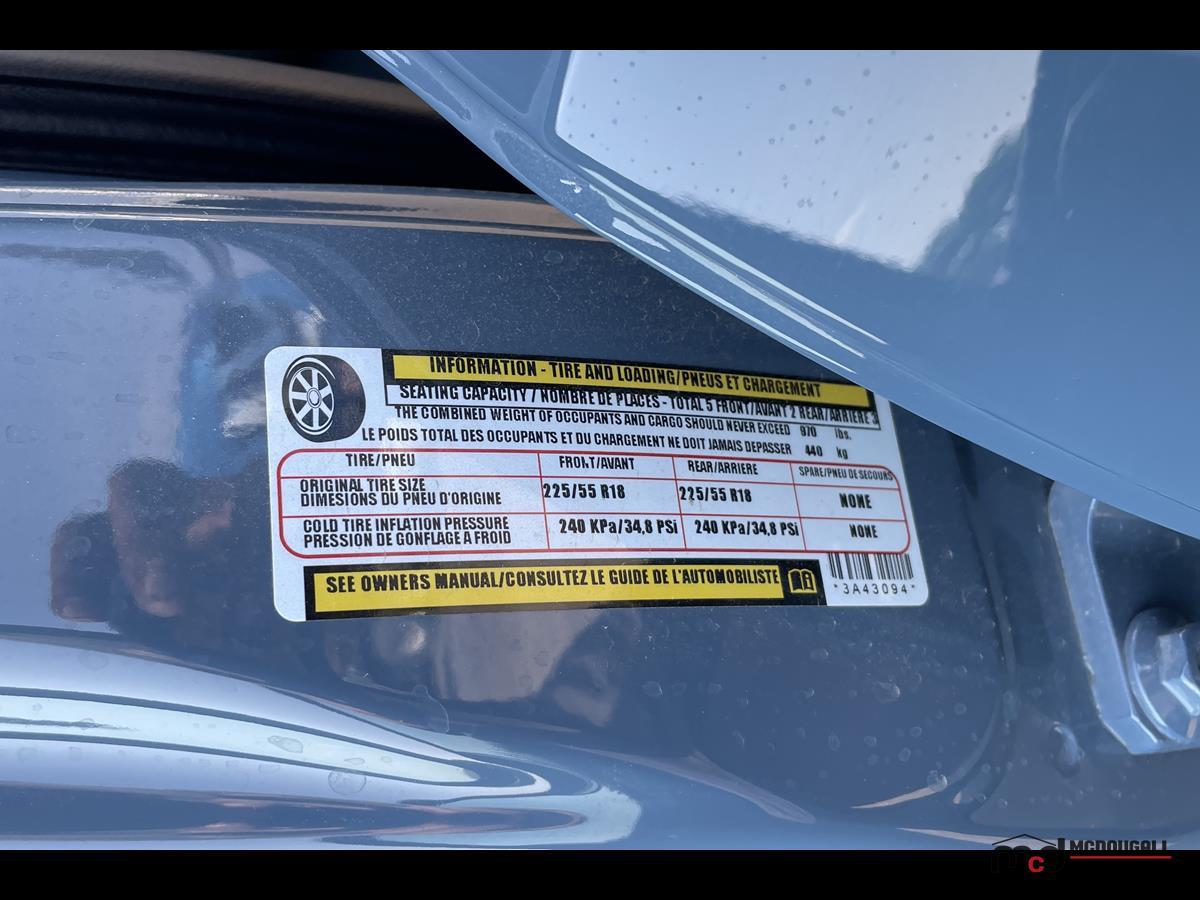 INFORMATION - TIRE AND LOADING/PNEUS ET CHARGEMENT
SEATING CAPACITY / NOMBRE DE PLACES - TOTAL 5 FRONT/AVANT 2 REAR/ARRIERE 3
THE COMBINED WEIGHT OF OCCUPANTS AND CARGO SHOULD NEVER EXCEED 970 lbs.
LE POIDS TOTAL DES OCCUPANTS ET DU CHARGEMENT NE DOIT JAMAIS DEPASSER 440 kg
TIRE/PNEU FRONT/AVANT REAR/ARRIERE SPARE/PNEU DE SECOURS
ORIGINAL TIRE SIZE
DIMESIONS DU PNEU D'ORIGINE 225/55 R18 225/55 R18 NONE
COLD TIRE INFLATION PRESSURE
PRESSION DE GONFLAGE A FROID 240 KPa/34,8 PSi 240 KPa/34,8 PSi NONE
SEE OWNERS MANUAL/CONSULTEZ LE GUIDE DE L'AUTOMOBILISTE
*3A43094*
mcd MCDOUGALL